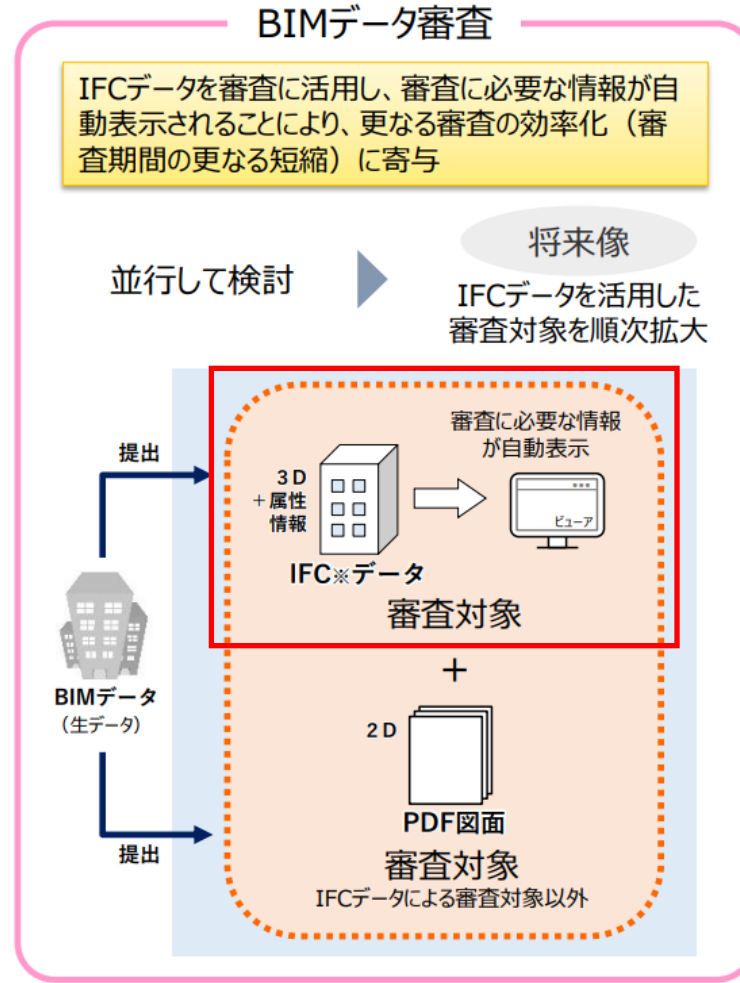 BIMデータ審査
IFCデータを審査に活用し、審査に必要な情報が自
動表示されることにより、更なる審査の効率化（審
査期間の更なる短縮）に寄与
並行して検討
将来像
IFCデータを活用した
審査対象を順次拡大
提出
3D
＋属性
情報
IFC※データ
審査に必要な情報
が自動表示
ビューア
審査対象
＋
BIMデータ
（生データ）
2D
PDF図面
提出
審査対象
IFCデータによる審査対象以外